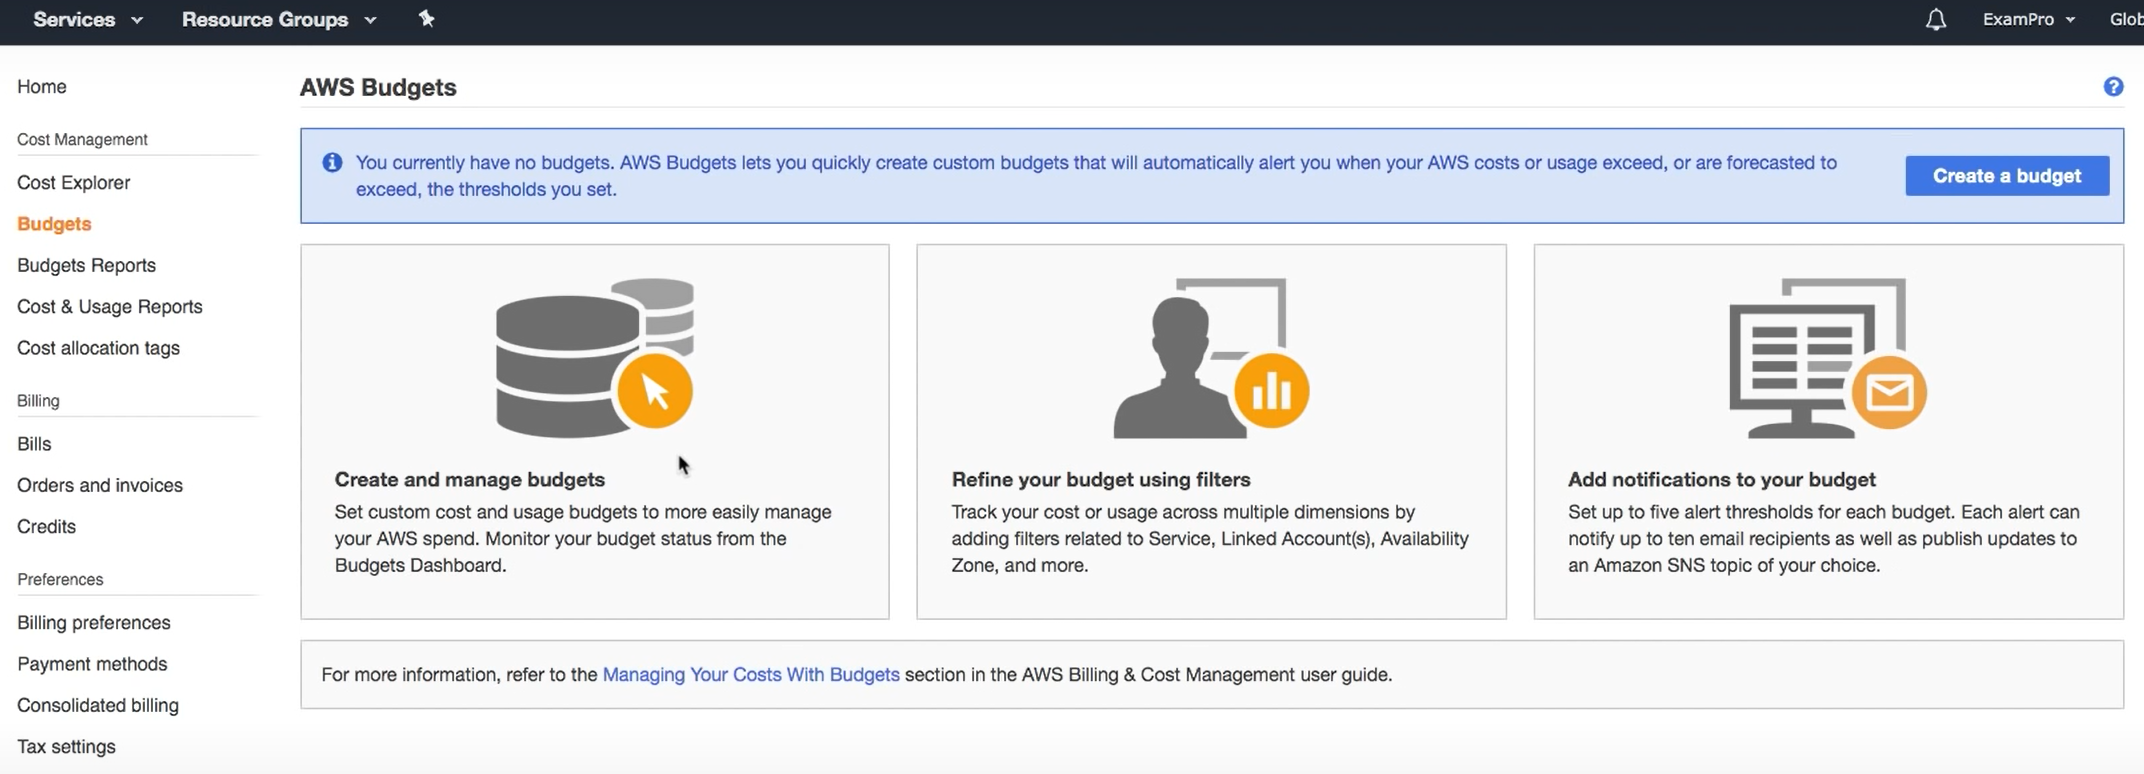 Services
Resource Groups
ExamPro
Glob
Home
Cost Management
Cost Explorer
Budgets
Budgets Reports
Cost & Usage Reports
Cost allocation tags
Billing
Bills
Orders and invoices
Credits
Preferences
Billing preferences
Payment methods
Consolidated billing
Tax settings
AWS Budgets
?
You currently have no budgets. AWS Budgets lets you quickly create custom budgets that will automatically alert you when your AWS costs or usage exceed, or are forecasted to
exceed, the thresholds you set.
Create a budget
Create and manage budgets
Set custom cost and usage budgets to more easily manage
your AWS spend. Monitor your budget status from the
Budgets Dashboard.
Refine your budget using filters
Track your cost or usage across multiple dimensions by
adding filters related to Service, Linked Account(s), Availability
Zone, and more.
Add notifications to your budget
Set up to five alert thresholds for each budget. Each alert can
notify up to ten email recipients as well as publish updates to
an Amazon SNS topic of your choice.
For more information, refer to the Managing Your Costs With Budgets section in the AWS Billing & Cost Management user guide.